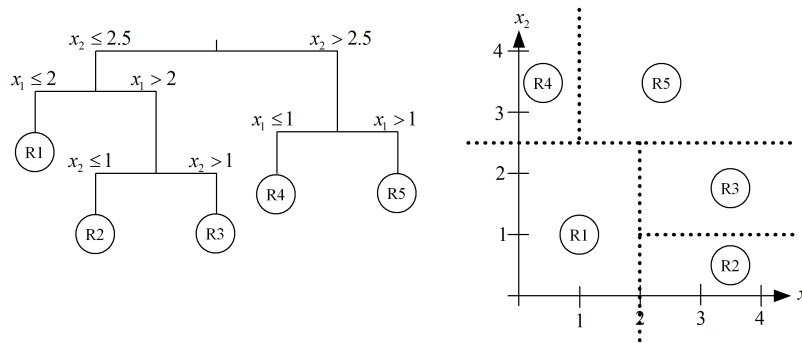 x₂ ≤ 2.5 x₂ > 2.5
x₁ ≤ 2 x₁ > 2
x₁ ≤ 1 x₁ > 1
R1
x₂ ≤ 1 x₂ > 1
R4 R5
R2 R3
x₂
4
R4 R5
3
2
R3
1
R1
R2
1 2 3 4
x